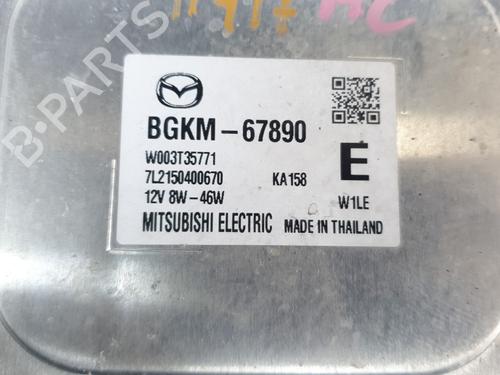 BGKM-67890
W003T35771
7L2150400670 KA158
E
12V 8W-46W W1LE
MITSUBISHI ELECTRIC MADE IN THAILAND
B-PARTS